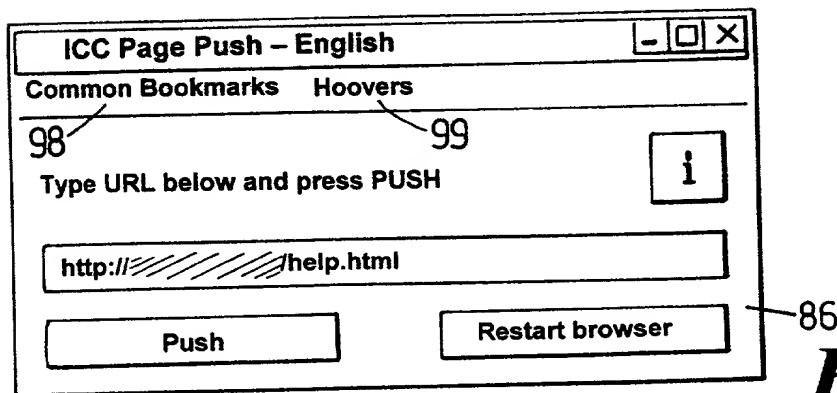 ICC Page Push – English
Common Bookmarks Hoovers
98 99
Type URL below and press PUSH
i
http:// /help.html
86
Push Restart browser